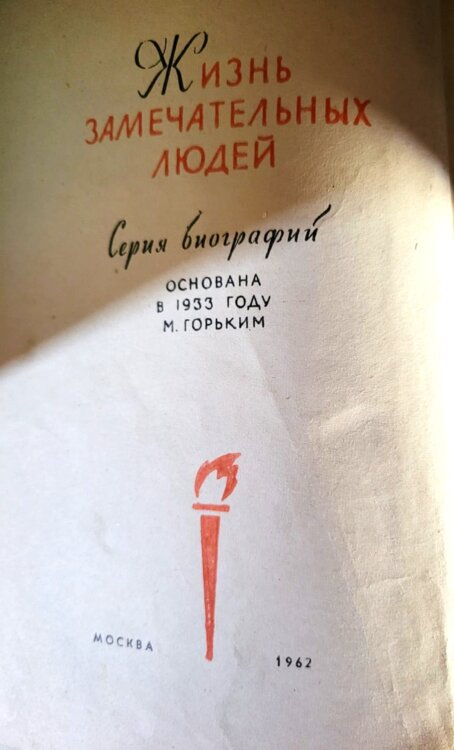 Жизнь
ЗАМЕЧАТЕЛЬНЫХ
ЛЮДЕЙ
Серия биографий
ОСНОВАНА
В 1933 ГОДУ
М. ГОРЬКИМ
МОСКВА
1962